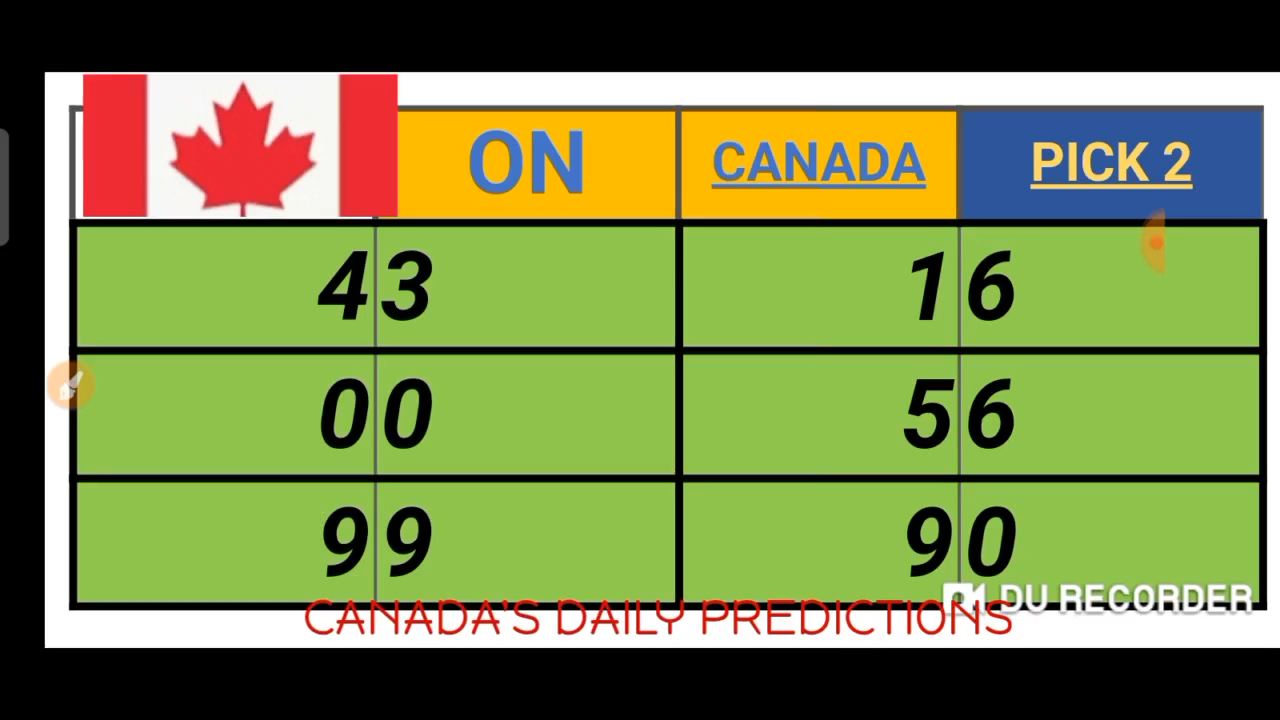 ON CANADA PICK 2
43 16
00 56
99 90
DU RECORDER
CANADA'S DAILY PREDICTIONS